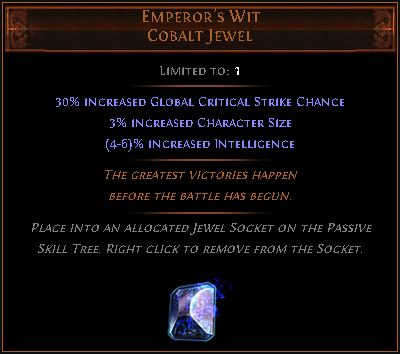 Emperor's Wit
Cobalt Jewel
Limited to: 1
30% increased Global Critical Strike Chance
3% increased Character Size
(4-6)% increased Intelligence
The greatest victories happen
before the battle has begun.
Place into an allocated Jewel Socket on the Passive
Skill Tree. Right click to remove from the Socket.